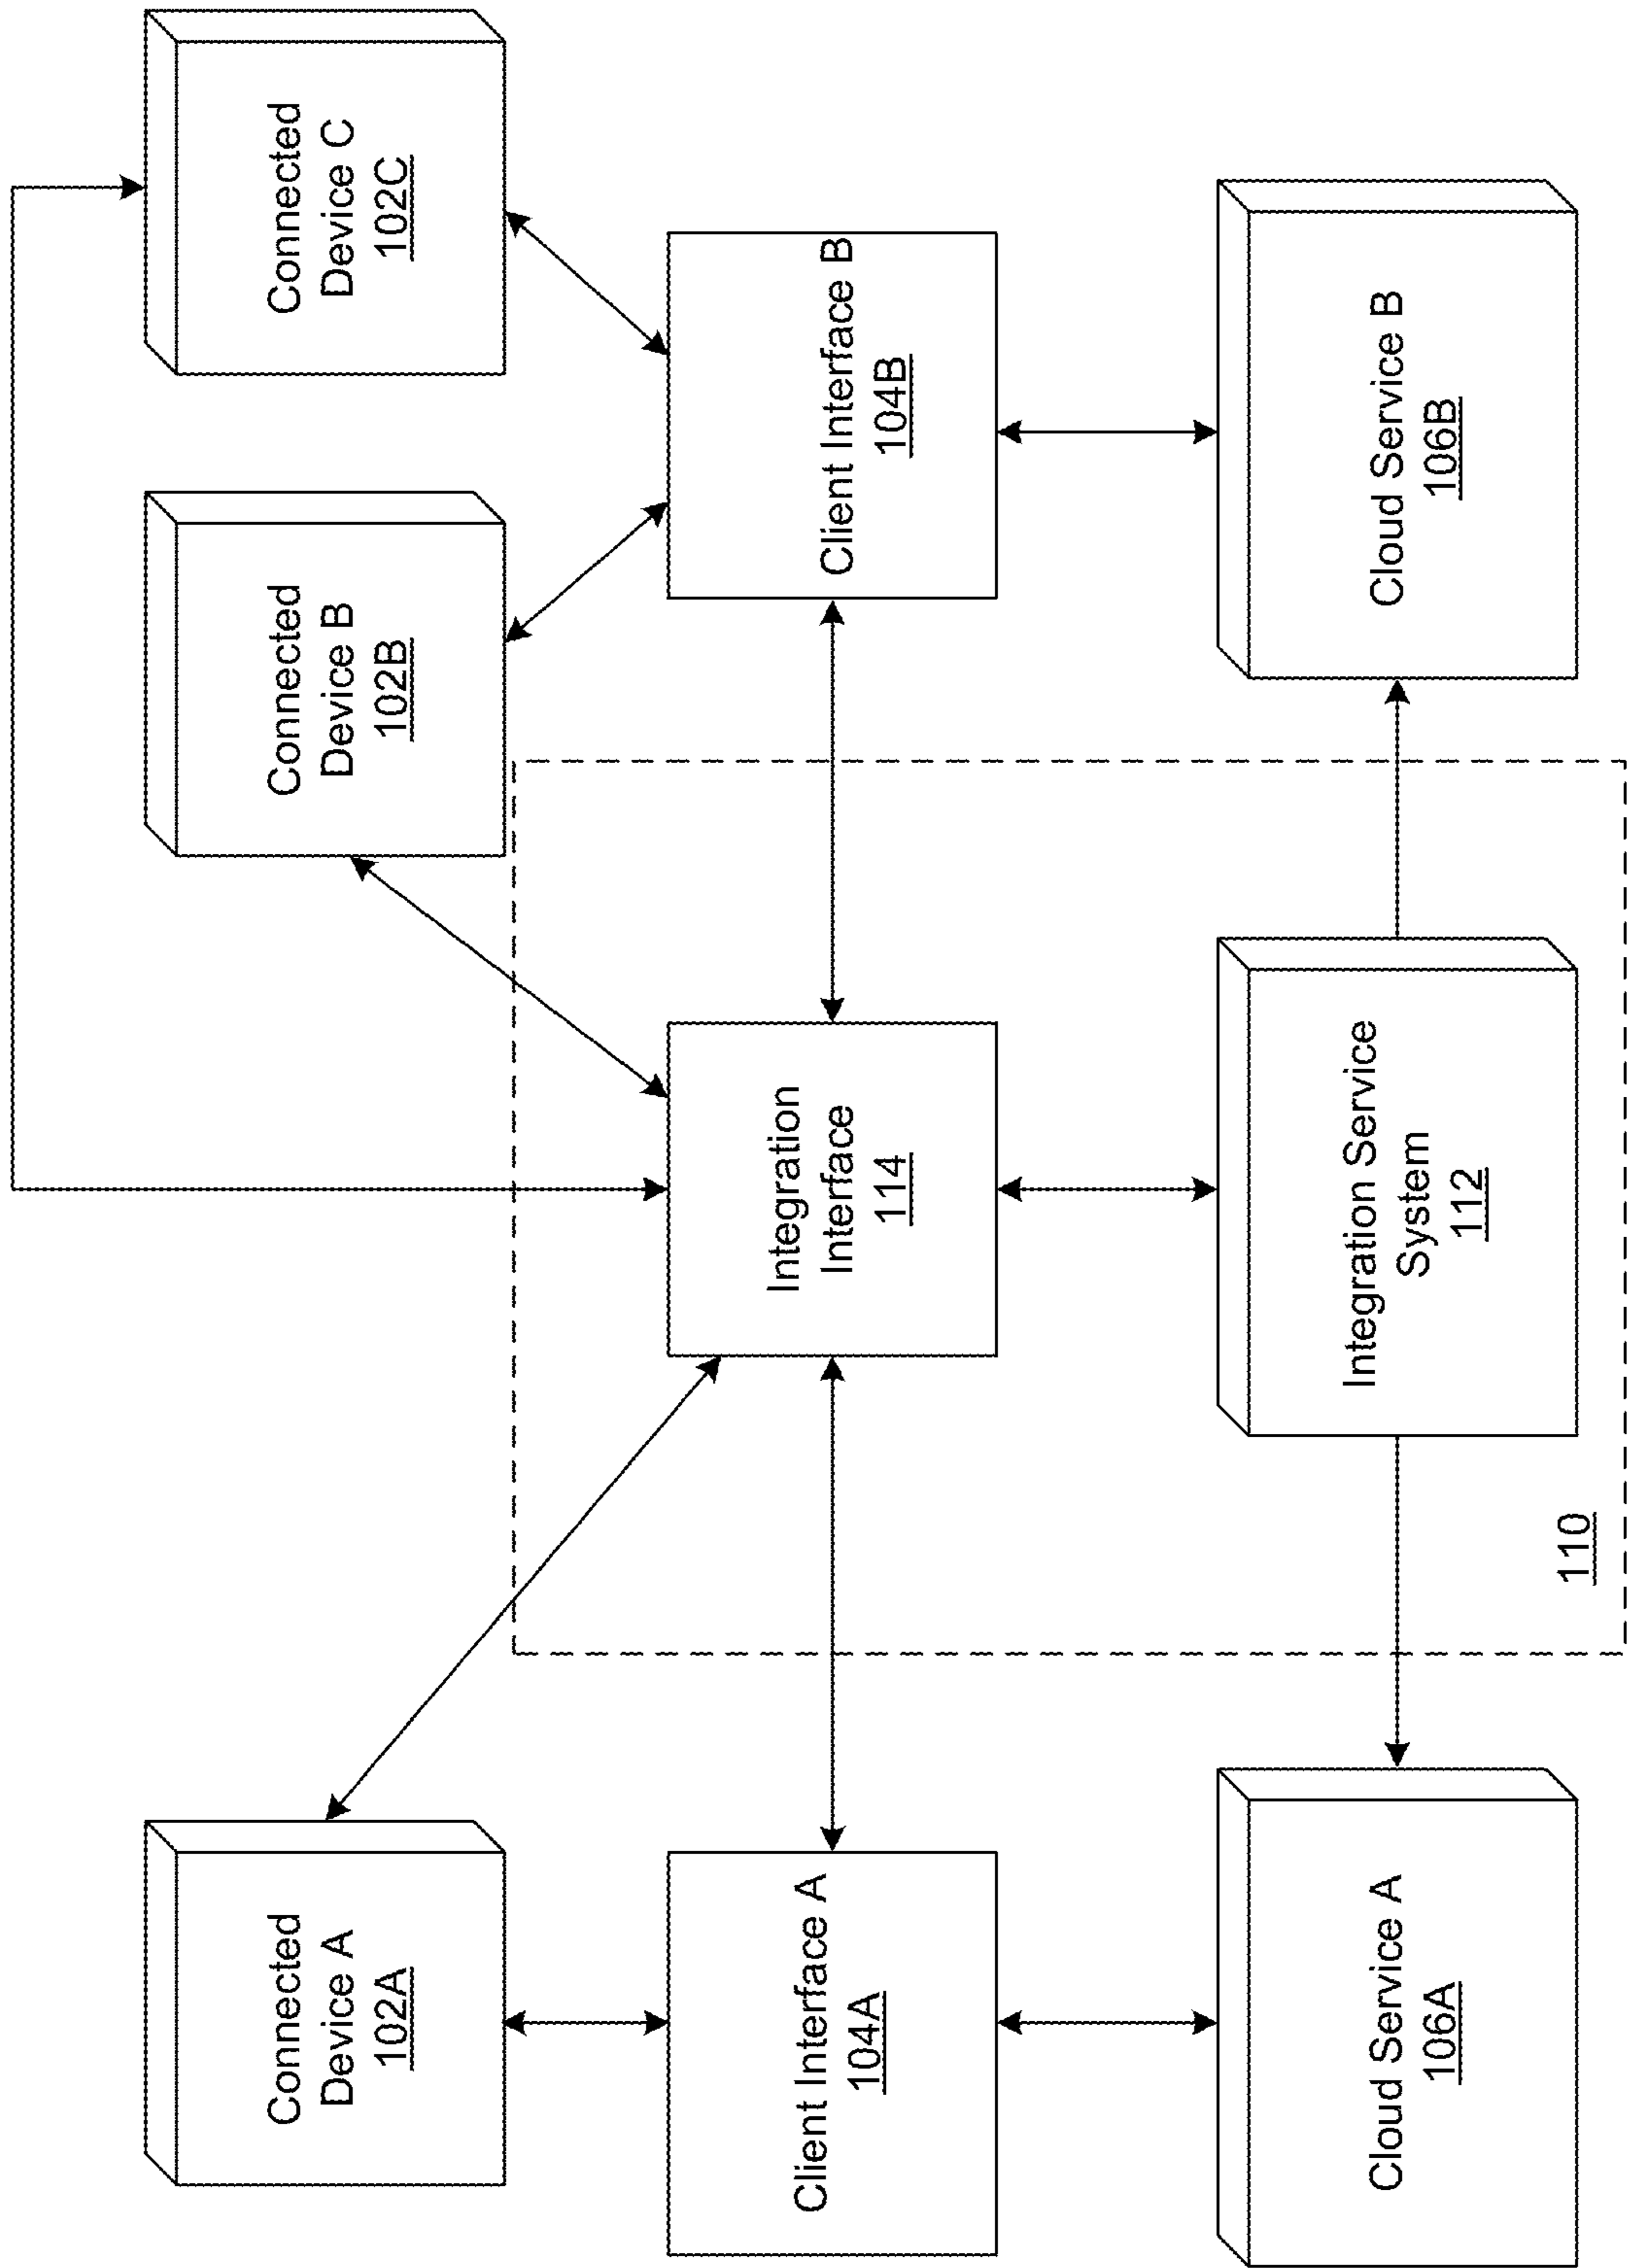 Connected
Device A
102A
Connected
Device B
102B
Connected
Device C
102C
Client Interface A
104A
Integration
Interface
114
Client Interface B
104B
Cloud Service A
106A
Integration Service
System
112
Cloud Service B
106B
110